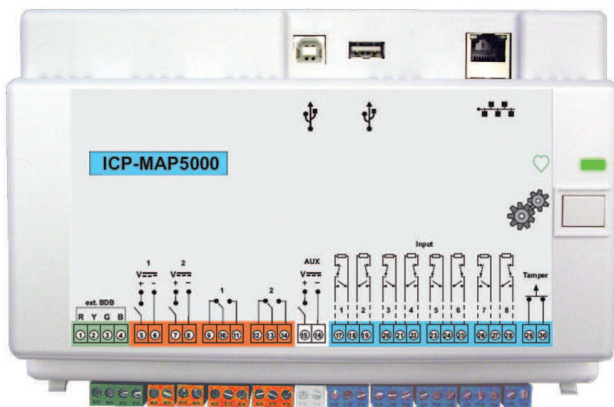 ICP-MAP5000
Input
1 2 AUX
V V V Tamper
+ - + - + -
ext. BDB 1 2 1 2 3 4 5 6 7 8
R Y G B
1 2 3 4 5 6 7 8 9 10 11 12 13 14 15 16 17 18 19 20 21 22 23 24 25 26 27 28 29 30